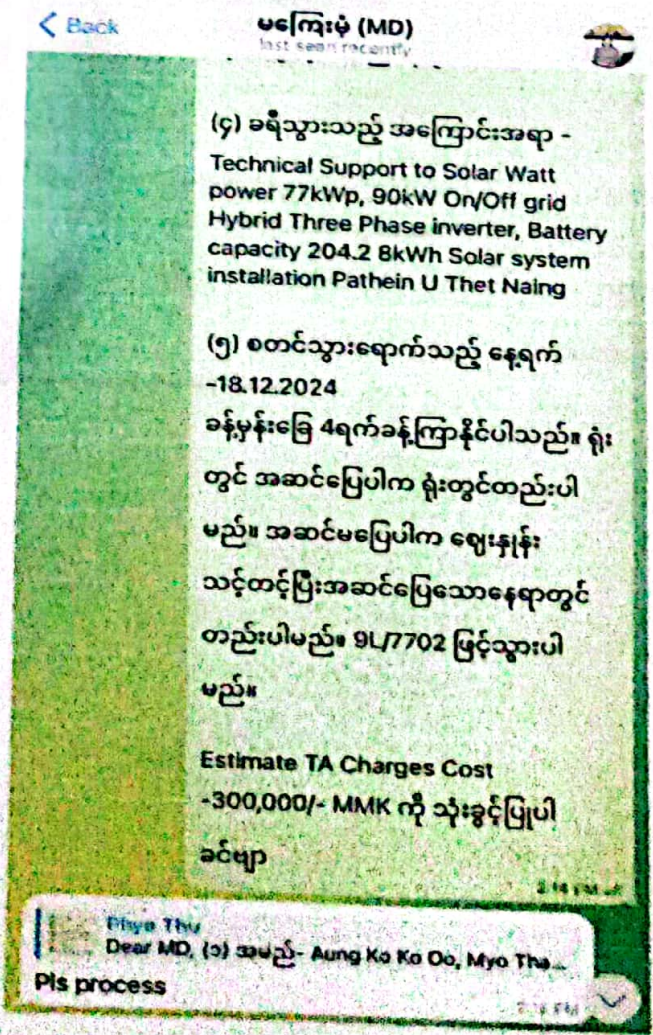 Back
မကြေးမုံ (MD)
last seen recently
(၄) ခရီသွားသည့် အကြောင်းအရာ -
Technical Support to Solar Watt
power 77kWp, 90kW On/Off grid
Hybrid Three Phase inverter, Battery
capacity 204.2 8kWh Solar system
installation Pathein U Thet Naing
(၅) စတင်သွားရောက်သည့် နေ့ရက်
-18.12.2024
ခန့်မှန်းခြေ 4ရက်ခန့်ကြာနိုင်ပါသည်။ ရုံး
တွင် အဆင်ပြေပါက ရုံးတွင်တည်းပါ
မည်။ အဆင်မပြေပါက ဈေးနှုန်း
သင့်တင့်ပြီးအဆင်ပြေသောနေရာတွင်
တည်းပါမည်။ 9L/7702 ဖြင့်သွားပါ
မည်။
Estimate TA Charges Cost
-300,000/- MMK ကို သုံးခွင့်ပြုပါ
ခင်ဗျာ
Phyo Thu
Dear MD, (၁) အမည်- Aung Ko Ko Oo, Myo Tha...
Pls process